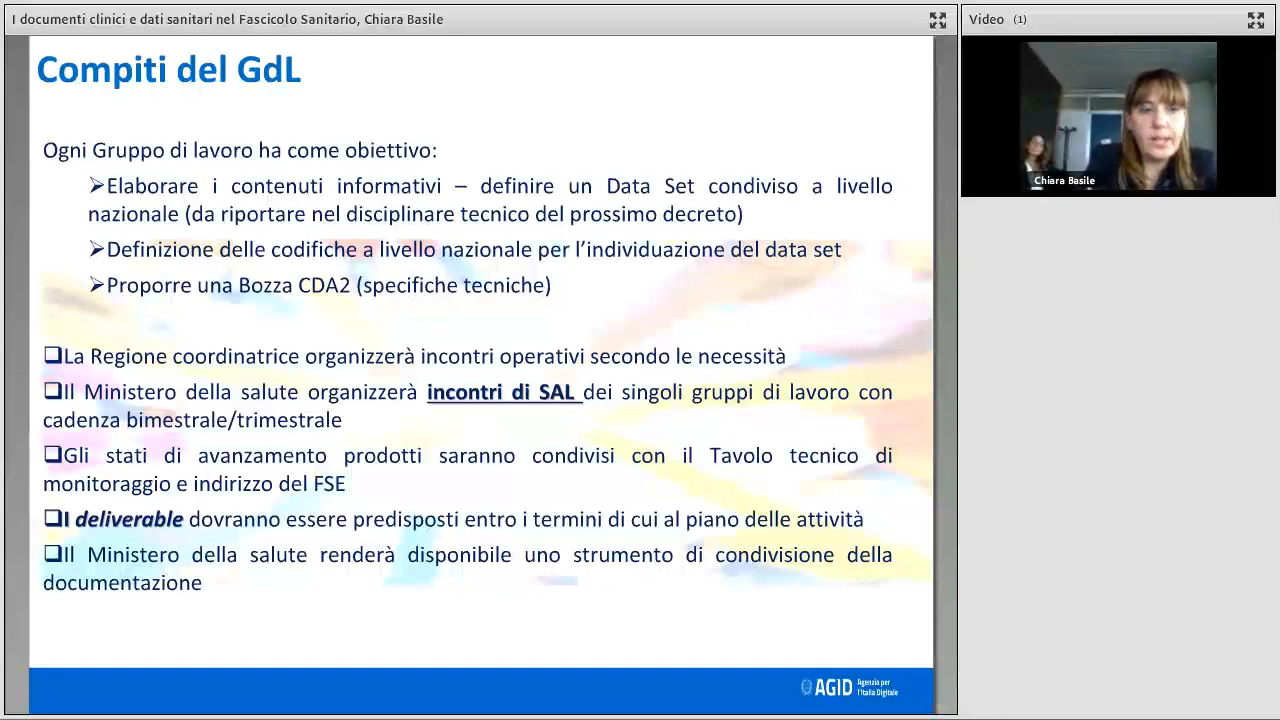 I documenti clinici e dati sanitari nel Fascicolo Sanitario, Chiara Basile
Video (1)
Compiti del GdL
Ogni Gruppo di lavoro ha come obiettivo:
➢Elaborare i contenuti informativi – definire un Data Set condiviso a livello
nazionale (da riportare nel disciplinare tecnico del prossimo decreto)
➢Definizione delle codifiche a livello nazionale per l’individuazione del data set
➢Proporre una Bozza CDA2 (specifiche tecniche)
❑La Regione coordinatrice organizzerà incontri operativi secondo le necessità
❑Il Ministero della salute organizzerà incontri di SAL dei singoli gruppi di lavoro con
cadenza bimestrale/trimestrale
❑Gli stati di avanzamento prodotti saranno condivisi con il Tavolo tecnico di
monitoraggio e indirizzo del FSE
❑I deliverable dovranno essere predisposti entro i termini di cui al piano delle attività
❑Il Ministero della salute renderà disponibile uno strumento di condivisione della
documentazione
Chiara Basile
AGID Agenzia per
l’Italia Digitale